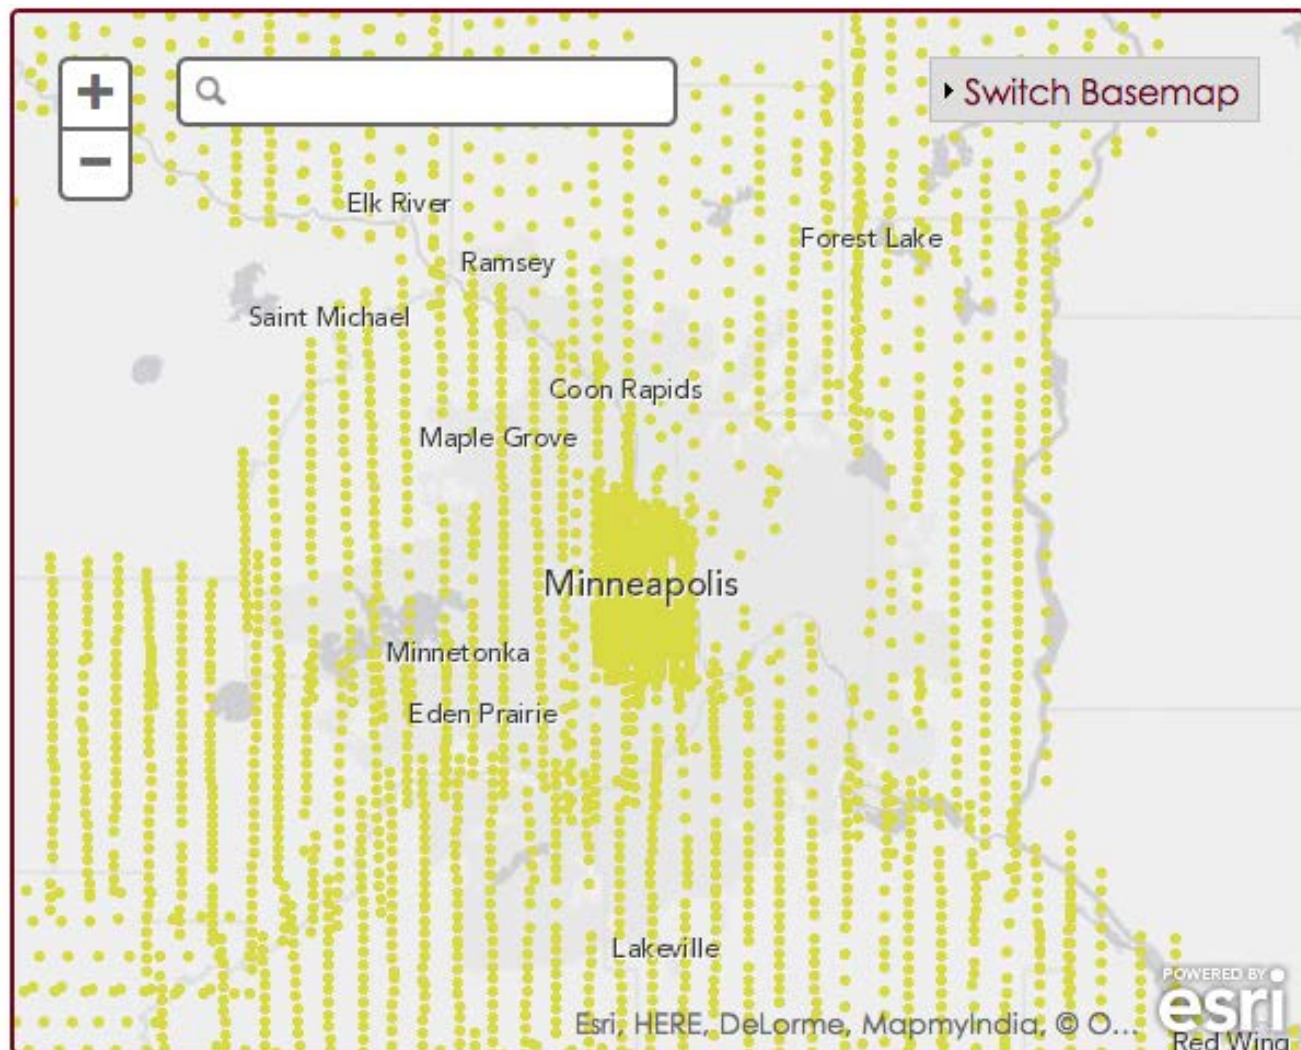 +
Switch Basemap
−
Elk River
Forest Lake
Ramsey
Saint Michael
Coon Rapids
Maple Grove
Minneapolis
Minnetonka
Eden Prairie
Lakeville
POWERED BY
esri
Esri, HERE, DeLorme, MapmyIndia, © O...
Red Wing